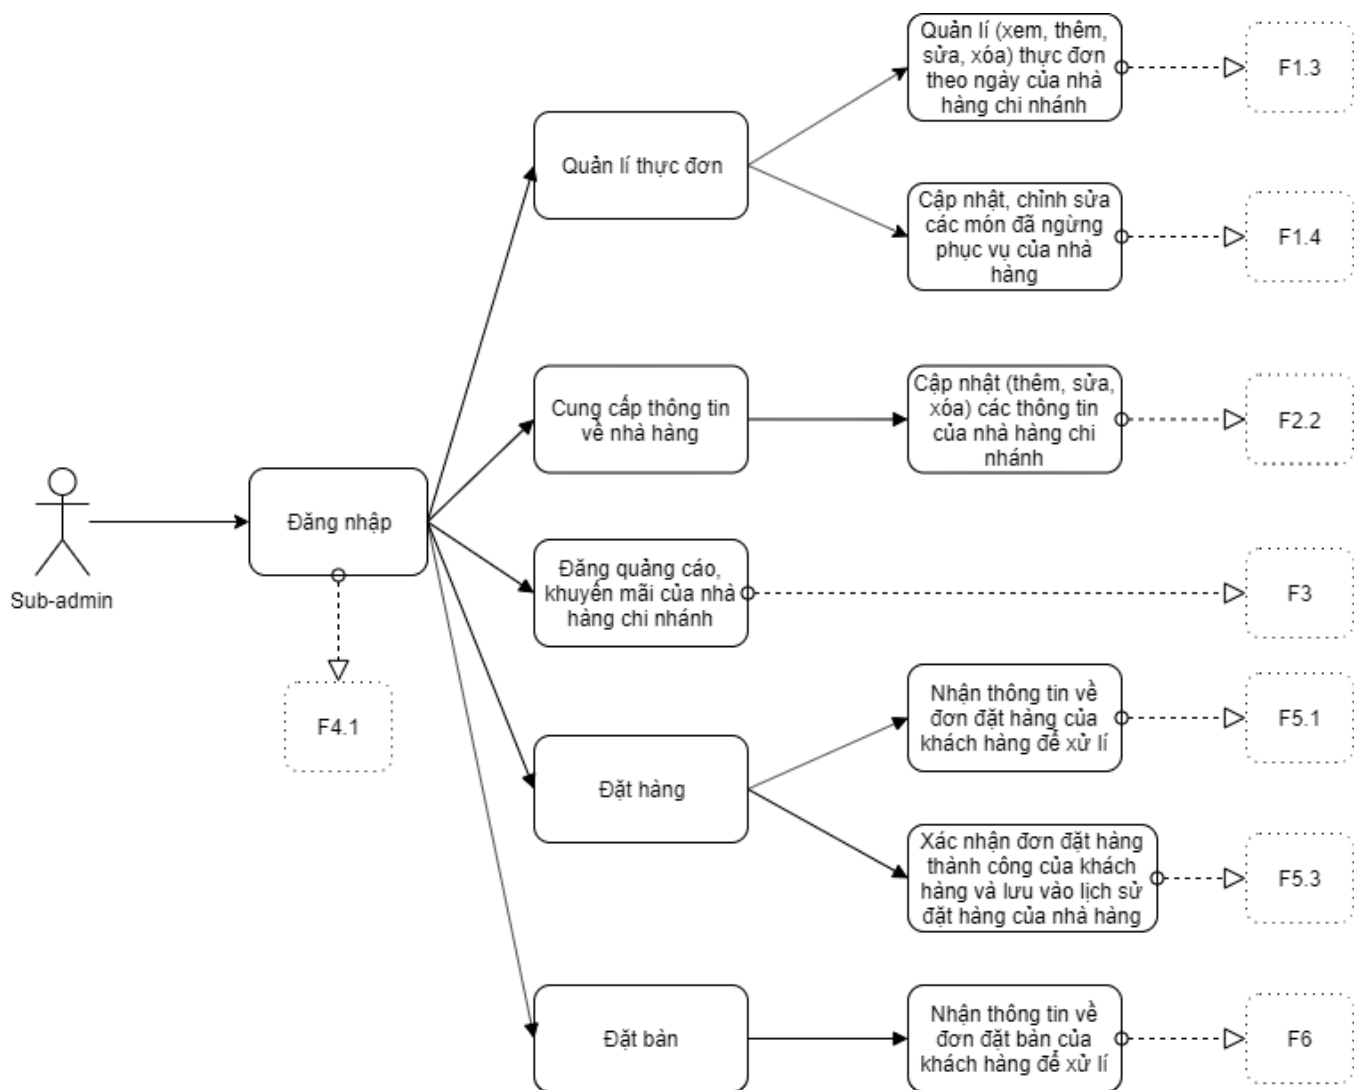 Quản lí (xem, thêm,
sửa, xóa) thực đơn
theo ngày của nhà
hàng chi nhánh
F1.3
Quản lí thực đơn
Cập nhật, chỉnh sửa
các món đã ngừng
phục vụ của nhà
hàng
F1.4
Cung cấp thông tin
về nhà hàng
Cập nhật (thêm, sửa,
xóa) các thông tin
của nhà hàng chi
nhánh
F2.2
Sub-admin
Đăng nhập
F4.1
Đăng quảng cáo,
khuyến mãi của nhà
hàng chi nhánh
F3
Đặt hàng
Nhận thông tin về
đơn đặt hàng của
khách hàng để xử lí
F5.1
Xác nhận đơn đặt hàng
thành công của khách
hàng và lưu vào lịch sử
đặt hàng của nhà hàng
F5.3
Đặt bàn
Nhận thông tin về
đơn đặt bàn của
khách hàng để xử lí
F6